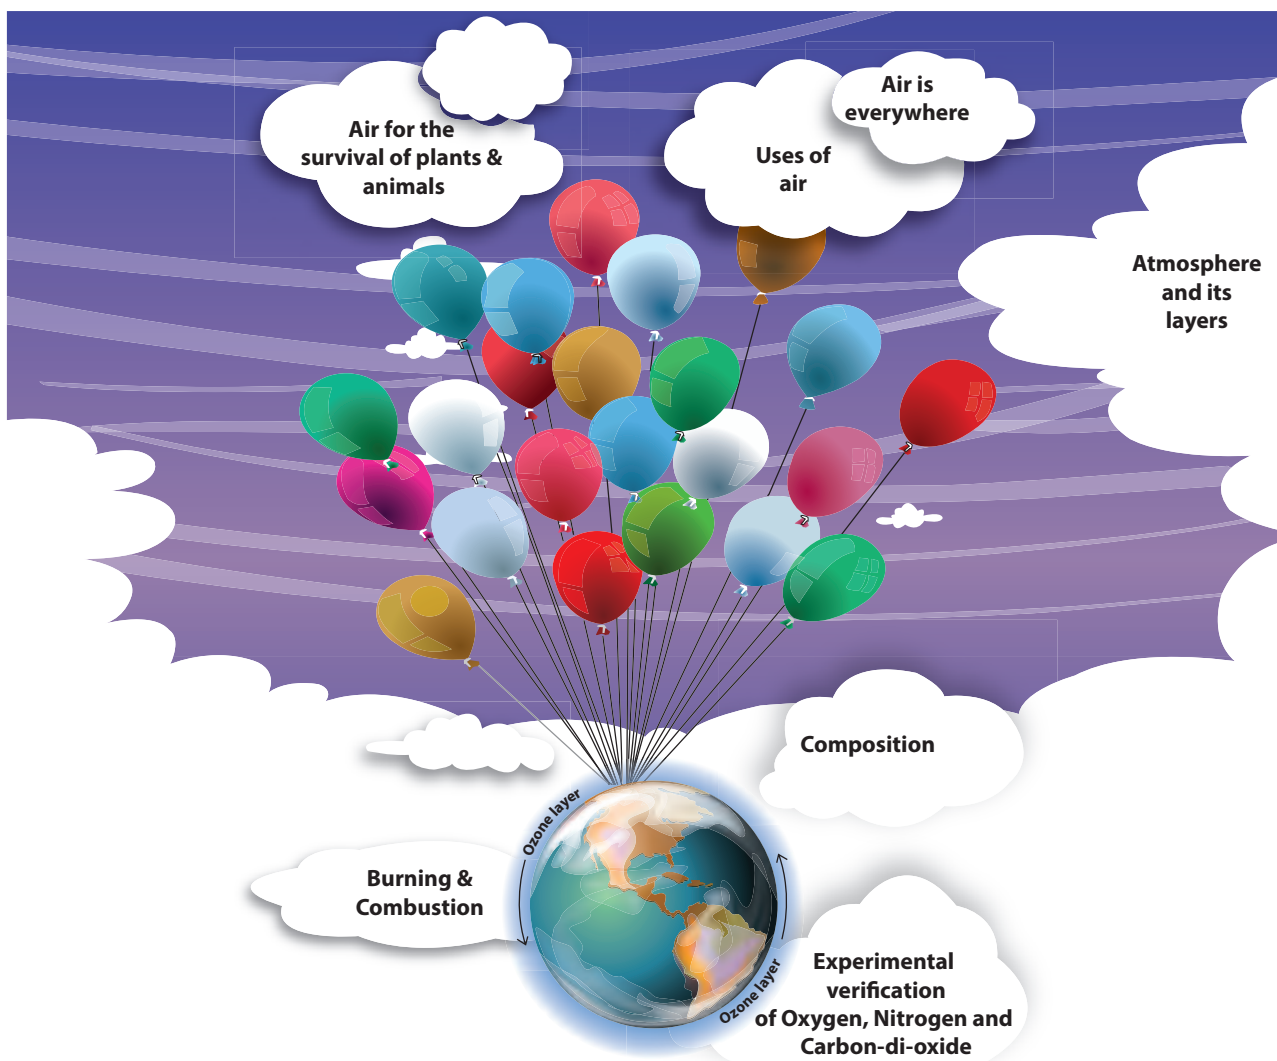 Air for the
survival of plants &
animals
Air is
everywhere
Uses of
air
Atmosphere
and its
layers
Composition
Ozone layer
Burning &
Combustion
Ozone layer
Experimental
verification
of Oxygen, Nitrogen and
Carbon-di-oxide